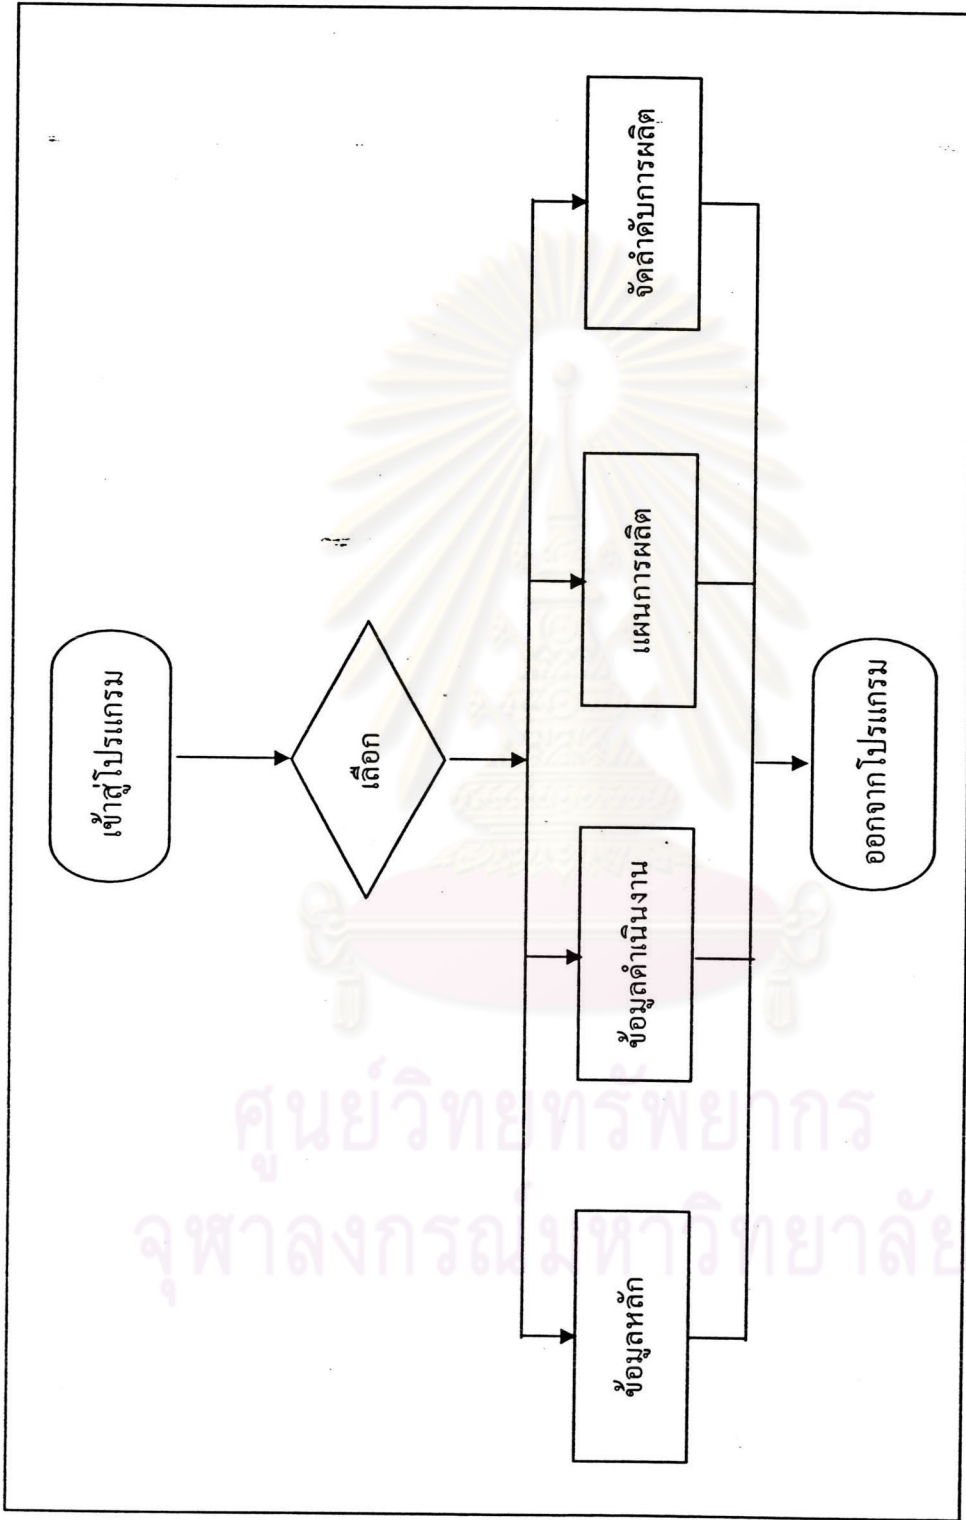 เข้าสู่โปรแกรม
เลือก
ข้อมูลหลัก
ข้อมูลดำเนินงาน
แผนการผลิต
จัดลำดับการผลิต
ออกจากโปรแกรม
ศูนย์วิทยทรัพยากร
จุฬาลงกรณ์มหาวิทยาลัย